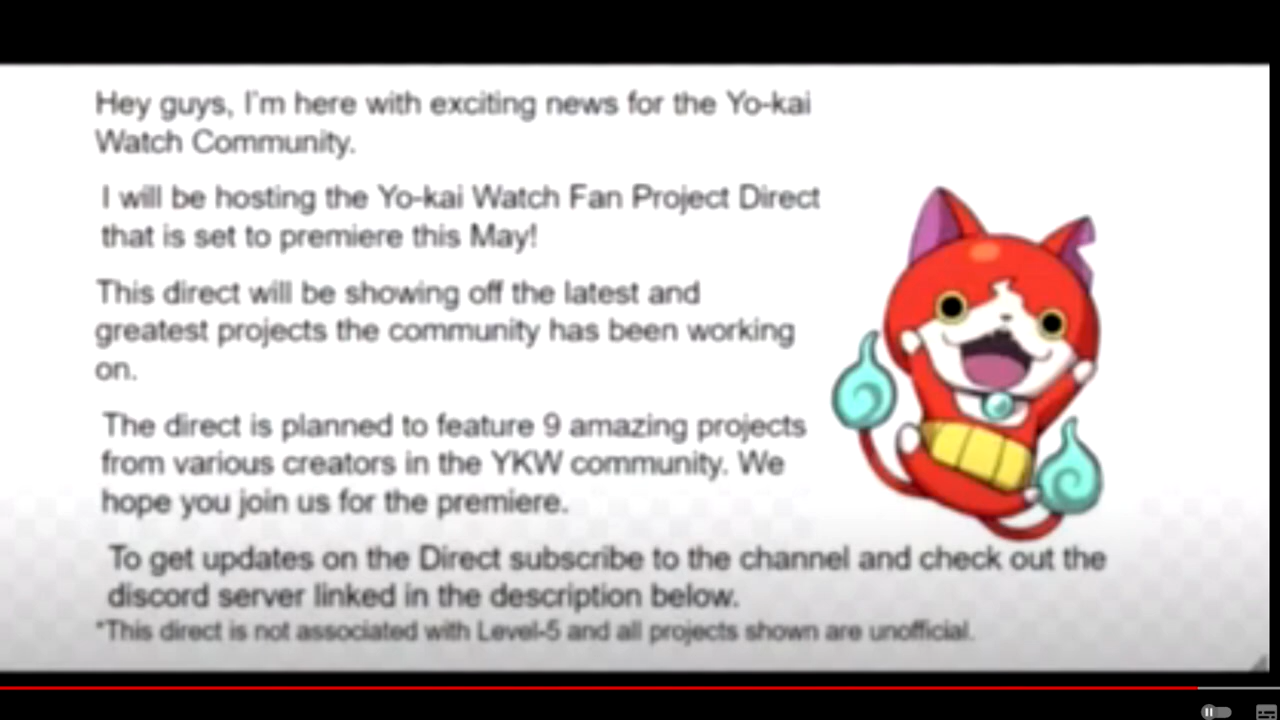 Hey guys, I'm here with exciting news for the Yo-kai
Watch Community.
I will be hosting the Yo-kai Watch Fan Project Direct
that is set to premiere this May!
This direct will be showing off the latest and
greatest projects the community has been working
on.
The direct is planned to feature 9 amazing projects
from various creators in the YKW community. We
hope you join us for the premiere.
To get updates on the Direct subscribe to the channel and check out the
discord server linked in the description below.
*This direct is not associated with Level-5 and all projects shown are unofficial.